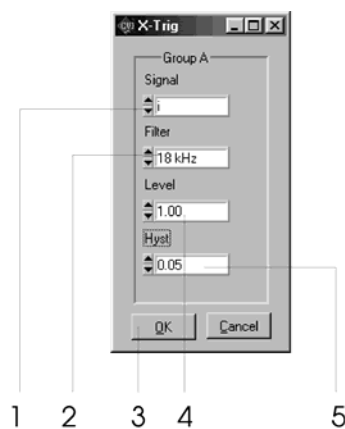 CVI X-Trig
Group A
Signal
i
Filter
18 kHz
Level
1.00
Hyst
0.05
OK Cancel
1 2 3 4 5